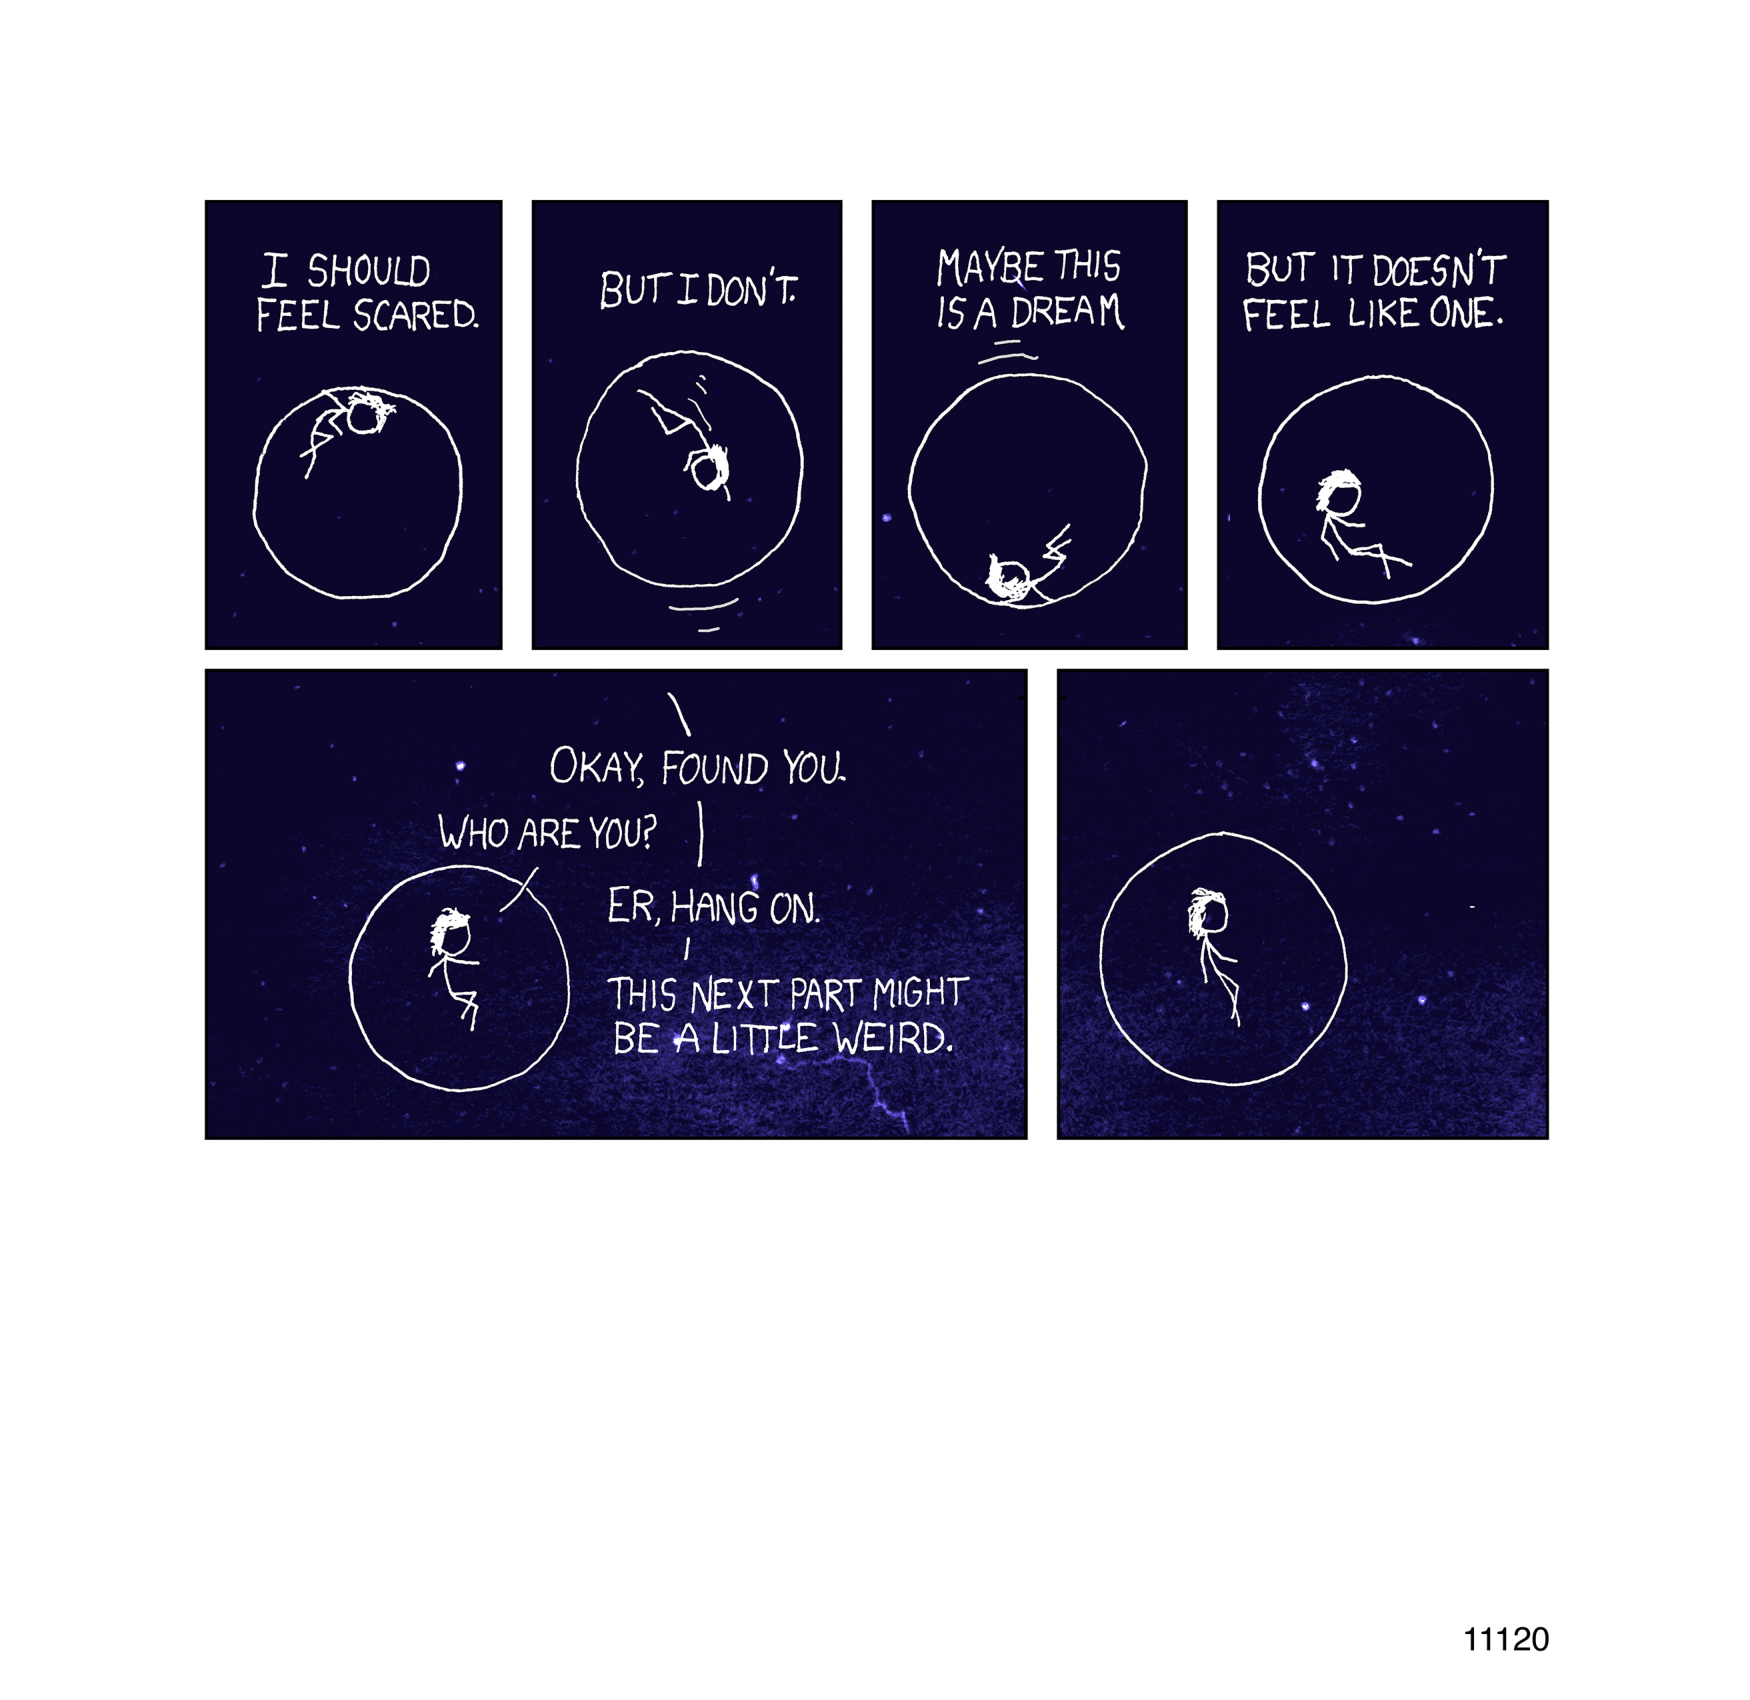 I SHOULD
FEEL SCARED.
BUT I DON'T.
MAYBE THIS
IS A DREAM
BUT IT DOESN'T
FEEL LIKE ONE.
OKAY, FOUND YOU.
WHO ARE YOU?
ER, HANG ON.
THIS NEXT PART MIGHT
BE A LITTLE WEIRD.
11120